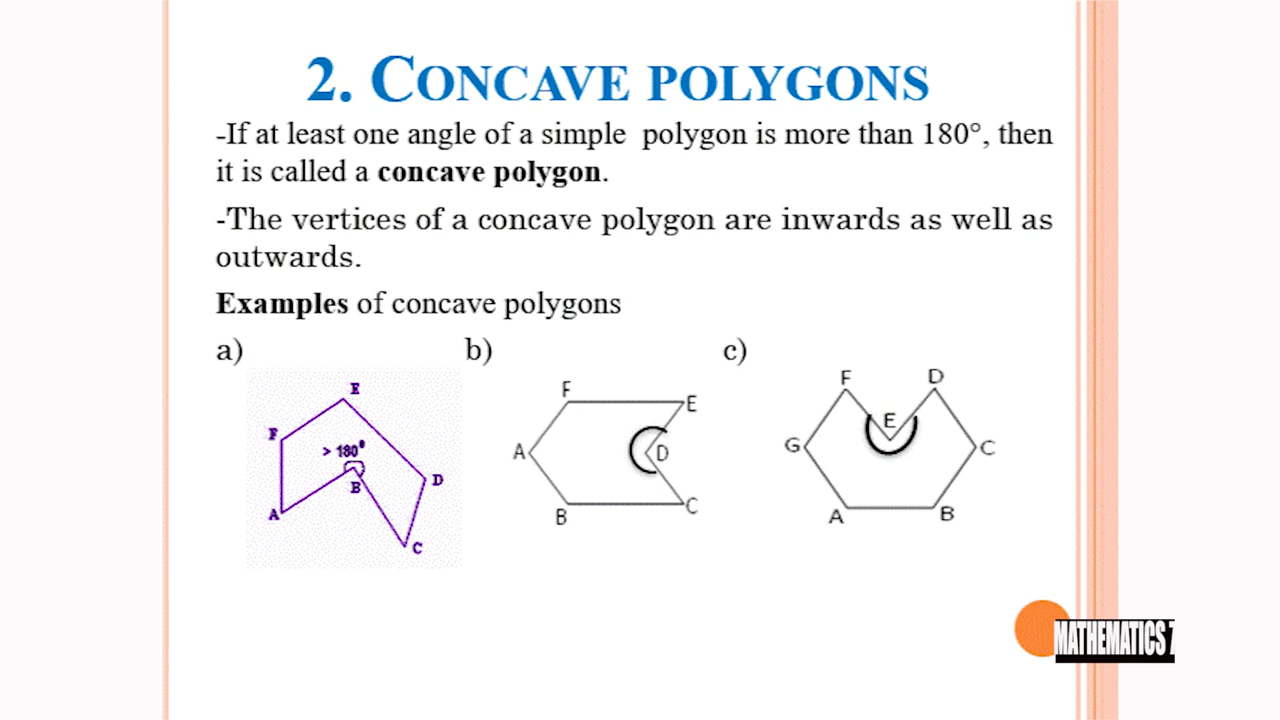 2. CONCAVE POLYGONS
-If at least one angle of a simple polygon is more than 180°, then
it is called a concave polygon.
-The vertices of a concave polygon are inwards as well as
outwards.
Examples of concave polygons
a) b) c)
E
F
> 180°
B
D
A
C
F
E
A
D
B
C
F
D
E
G
C
A
B
MATHEMATICS 7